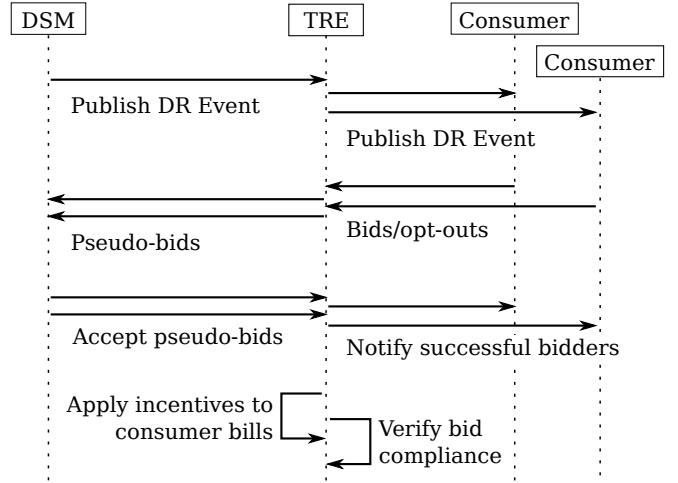 DSM
TRE
Consumer
Consumer
Publish DR Event
Publish DR Event
Bids/opt-outs
Pseudo-bids
Accept pseudo-bids
Notify successful bidders
Apply incentives to
consumer bills
Verify bid
compliance